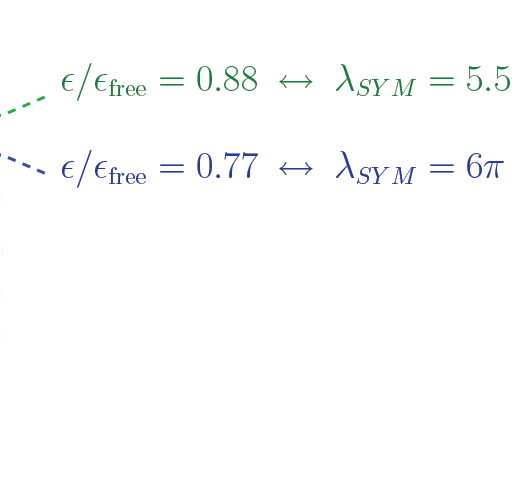 ϵ/ϵ_free = 0.88 ↔ λ_SYM = 5.5
ϵ/ϵ_free = 0.77 ↔ λ_SYM = 6π